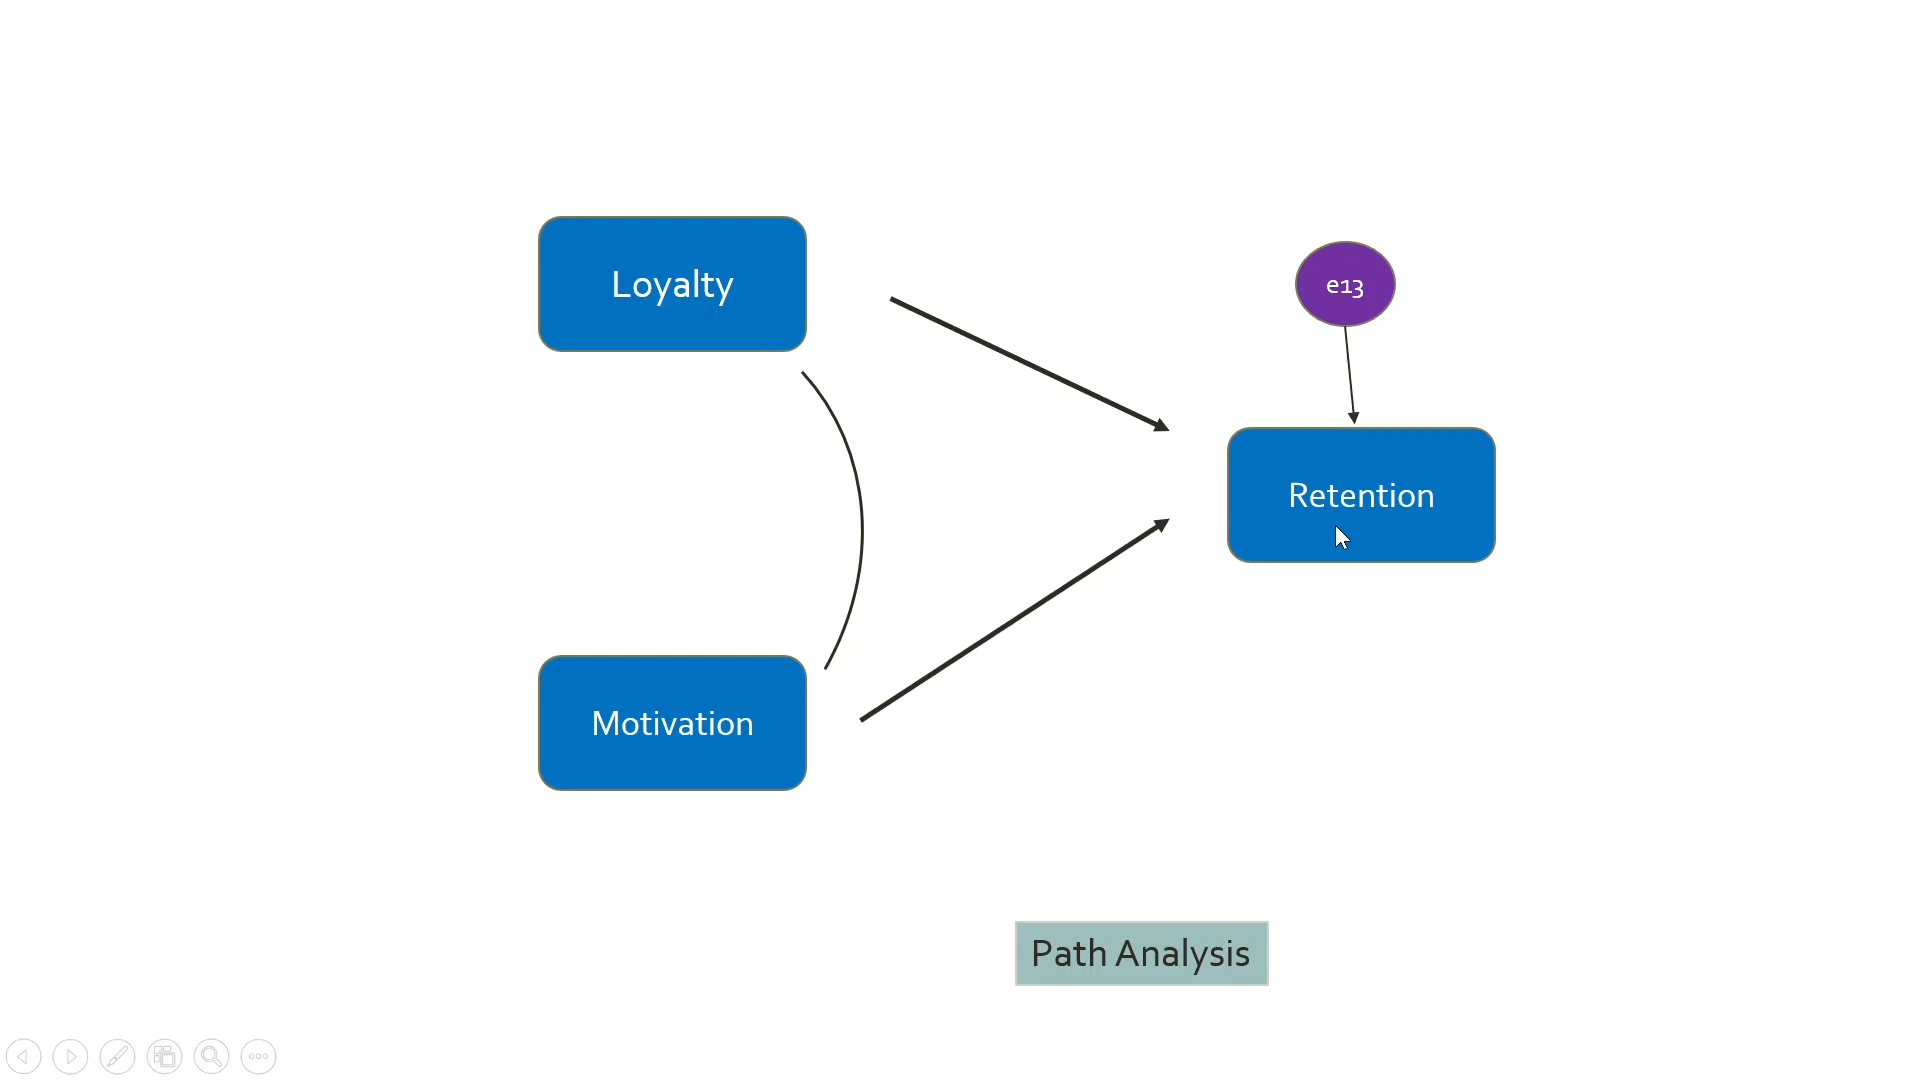 Loyalty
e13
Retention
Motivation
Path Analysis